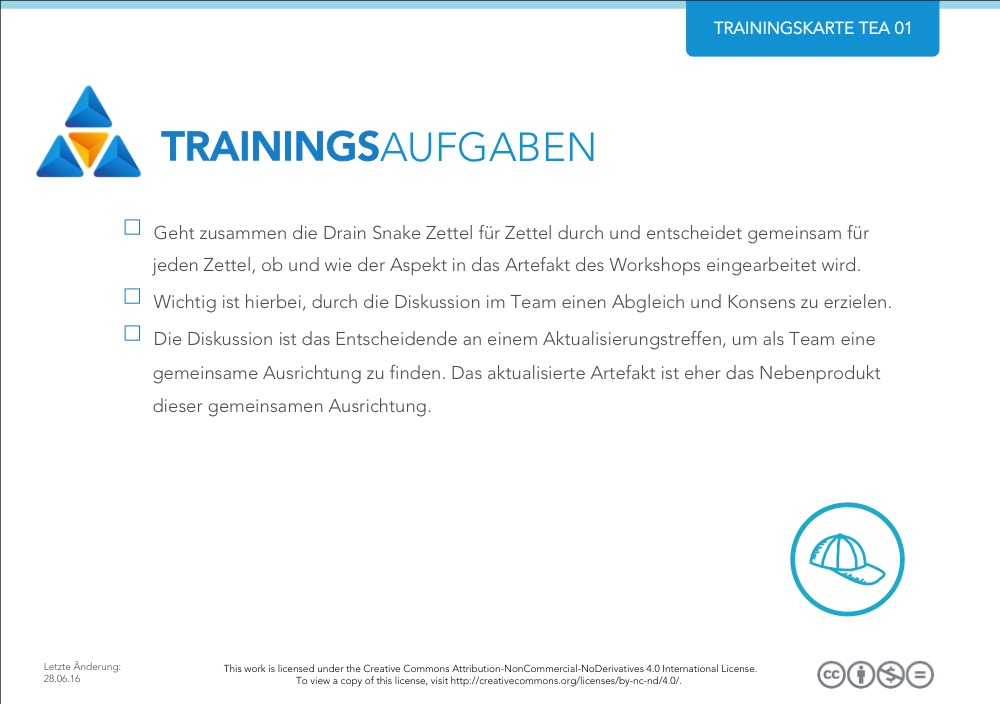 TRAININGSKARTE TEA 01
TRAININGSAUFGABEN
Geht zusammen die Drain Snake Zettel für Zettel durch und entscheidet gemeinsam für
jeden Zettel, ob und wie der Aspekt in das Artefakt des Workshops eingearbeitet wird.
Wichtig ist hierbei, durch die Diskussion im Team einen Abgleich und Konsens zu erzielen.
Die Diskussion ist das Entscheidende an einem Aktualisierungstreffen, um als Team eine
gemeinsame Ausrichtung zu finden. Das aktualisierte Artefakt ist eher das Nebenprodukt
dieser gemeinsamen Ausrichtung.
Letzte Änderung:
28.06.16
This work is licensed under the Creative Commons Attribution-NonCommercial-NoDerivatives 4.0 International License.
To view a copy of this license, visit http://creativecommons.org/licenses/by-nc-nd/4.0/.
cc